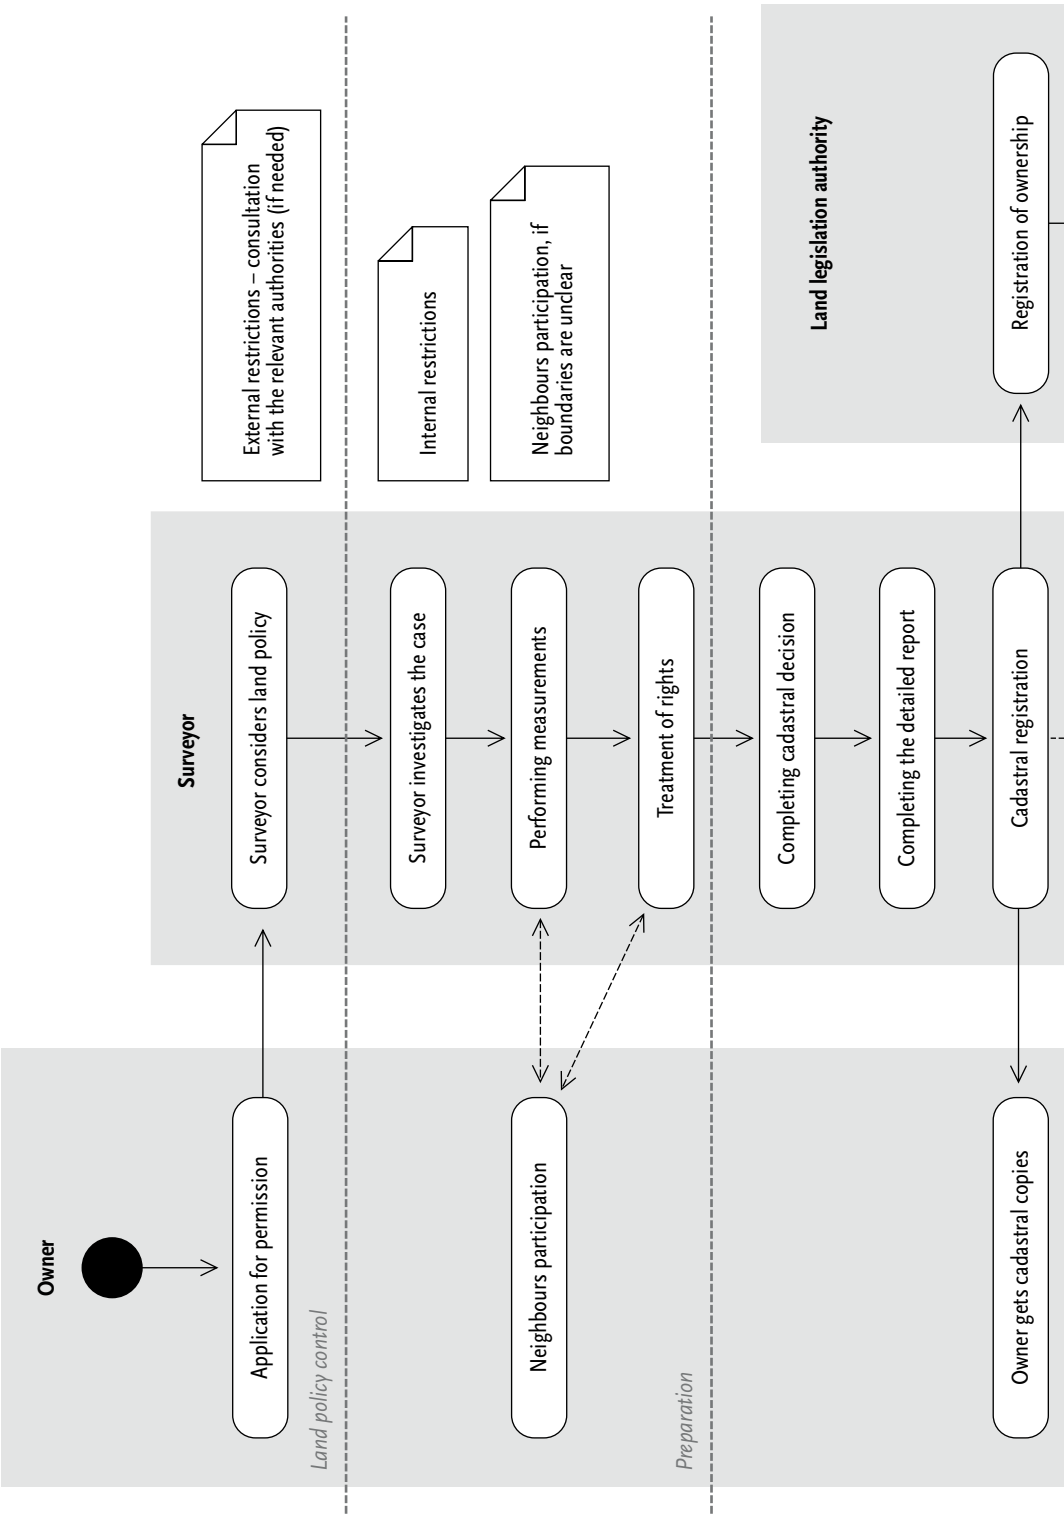 Owner
Surveyor
Land legislation authority
Application for permission
Surveyor considers land policy
External restrictions – consultation
with the relevant authorities (if needed)
Land policy control
Surveyor investigates the case
Internal restrictions
Neighbours participation
Performing measurements
Neighbours participation, if
boundaries are unclear
Treatment of rights
Preparation
Completing cadastral decision
Completing the detailed report
Owner gets cadastral copies
Cadastral registration
Registration of ownership